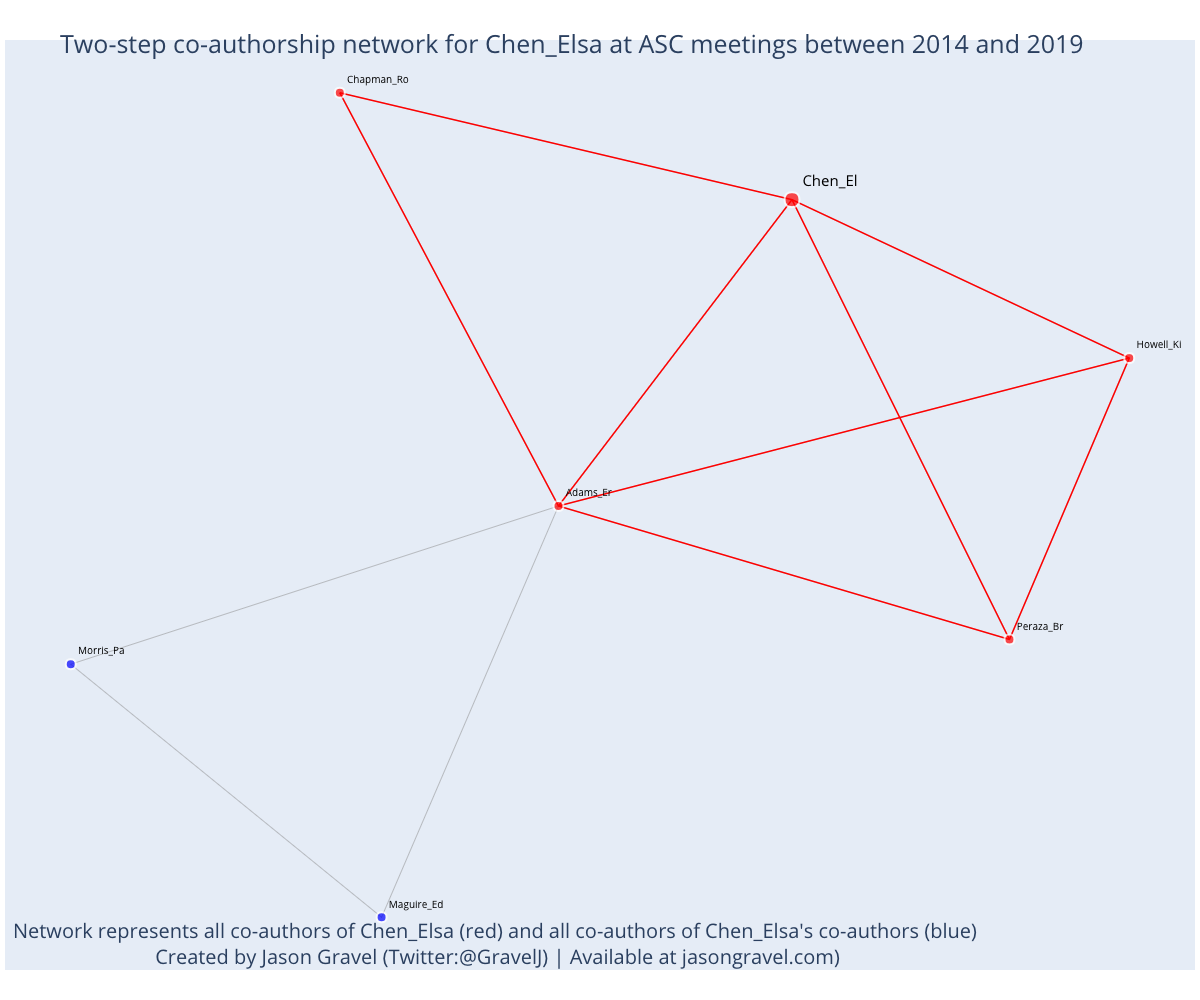 Two-step co-authorship network for Chen_Elsa at ASC meetings between 2014 and 2019
Chapman_Ro
Chen_El
Howell_Ki
Adams_Er
Peraza_Br
Morris_Pa
Maguire_Ed
Network represents all co-authors of Chen_Elsa (red) and all co-authors of Chen_Elsa's co-authors (blue)
Created by Jason Gravel (Twitter:@GravelJ) | Available at jasongravel.com)